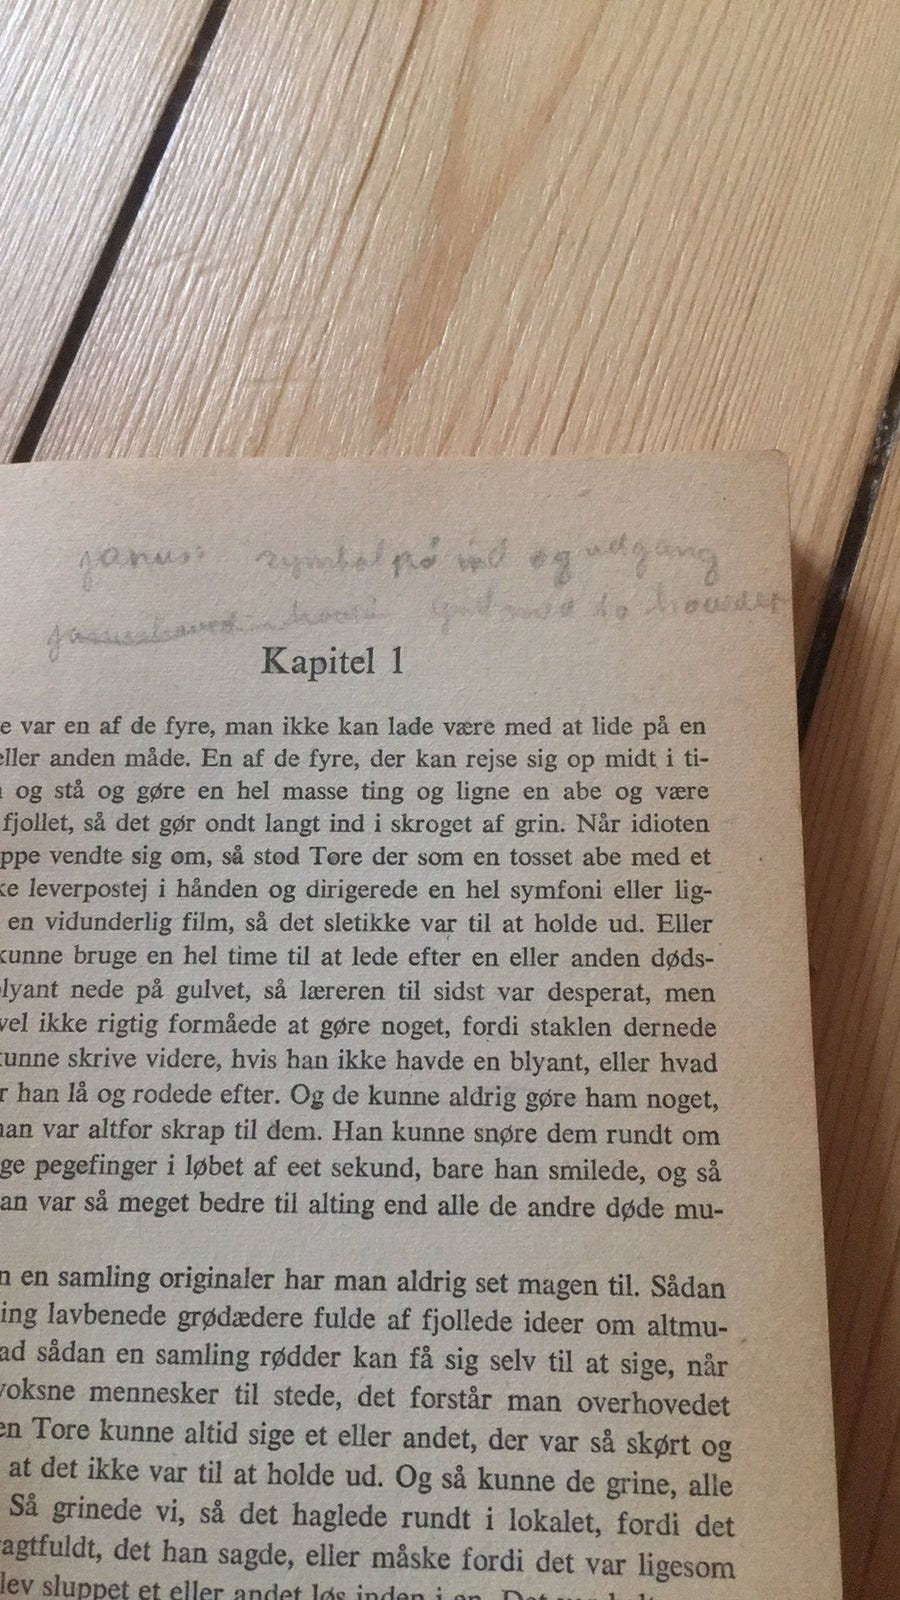 janus: symbol på ind og udgang
janushoved gud med to hoveder
Kapitel 1
e var en af de fyre, man ikke kan lade være med at lide på en
eller anden måde. En af de fyre, der kan rejse sig op midt i ti-
og stå og gøre en hel masse ting og ligne en abe og være
fjollet, så det gør ondt langt ind i skroget af grin. Når idioten
ppe vendte sig om, så stod Tore der som en tosset abe med et
ke leverpostej i hånden og dirigerede en hel symfoni eller lig-
en vidunderlig film, så det sletikke var til at holde ud. Eller
kunne bruge en hel time til at lede efter en eller anden døds-
lyant nede på gulvet, så læreren til sidst var desperat, men
vel ikke rigtig formåede at gøre noget, fordi staklen dernede
kunne skrive videre, hvis han ikke havde en blyant, eller hvad
r han lå og rodede efter. Og de kunne aldrig gøre ham noget,
han var altfor skrap til dem. Han kunne snøre dem rundt om
ge pegefinger i løbet af eet sekund, bare han smilede, og så
an var så meget bedre til alting end alle de andre døde mu-
n en samling originaler har man aldrig set magen til. Sådan
ing lavbenede grødædere fulde af fjollede ideer om altmu-
ad sådan en samling rødder kan få sig selv til at sige, når
voksne mennesker til stede, det forstår man overhovedet
en Tore kunne altid sige et eller andet, der var så skørt og
at det ikke var til at holde ud. Og så kunne de grine, alle
Så grinede vi, så det haglede rundt i lokalet, fordi det
agtfuldt, det han sagde, eller måske fordi det var ligesom
lev sluppet et eller andet løs inden i en.